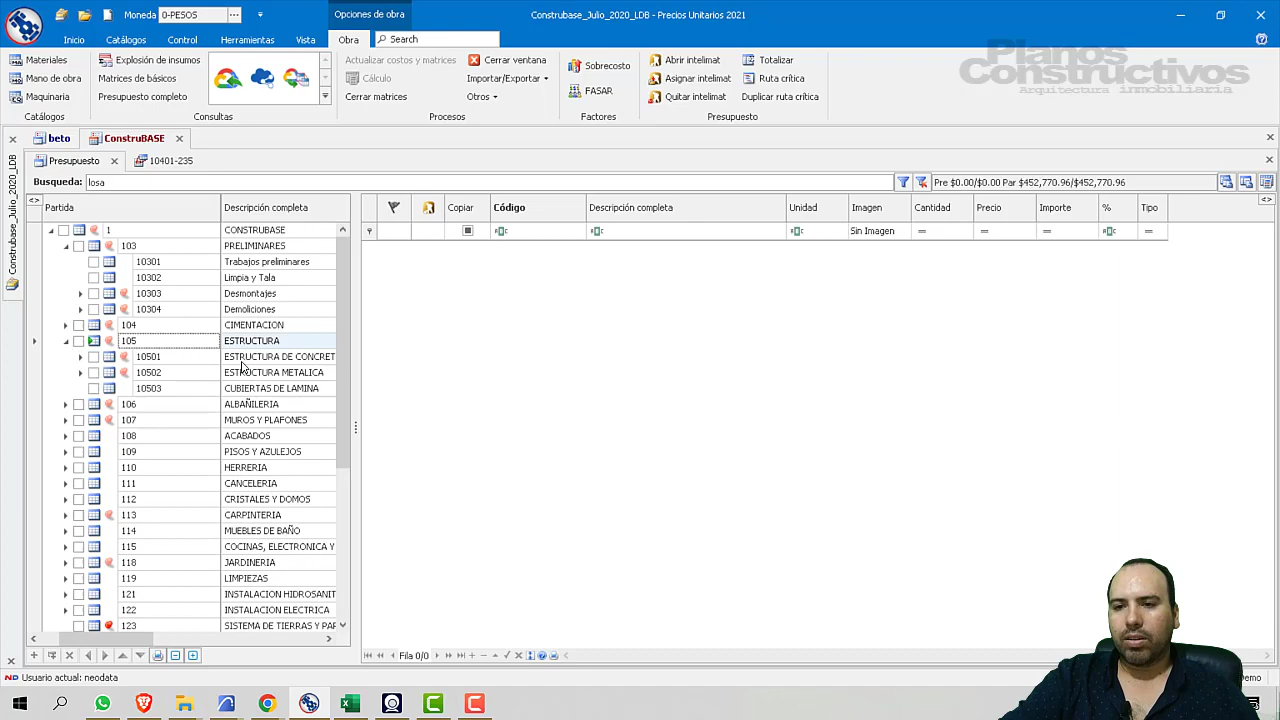 Moneda 0-PESOS
Opciones de obra
Construbase_Julio_2020_LDB - Precios Unitarios 2021
Inicio Catálogos Control Herramientas Vista Obra Search
Materiales
Mano de obra
Maquinaria
Catálogos
Explosión de insumos
Matrices de básicos
Presupuesto completo
Consultas
Actualizar costos y matrices
Cálculo
Cerrar matrices
Cerrar ventana
Importar/Exportar
Otros
Procesos
Sobrecosto
FASAR
Factores
Abrir intelimat
Asignar intelimat
Quitar intelimat
Totalizar
Ruta crítica
Duplicar ruta crítica
Presupuesto
Planos
Constructivos
Arquitectura inmobiliaria
beto ConstruBASE
Presupuesto 10401-235
Construbase_Julio_2020_LDB
Busqueda: losa Pre $0.00/$0.00 Par $452,770.96/$452,770.96
Partida Descripción completa
1 CONSTRUBASE
103 PRELIMINARES
10301 Trabajos preliminares
10302 Limpia y Tala
10303 Desmontajes
10304 Demoliciones
104 CIMENTACION
105 ESTRUCTURA
10501 ESTRUCTURA DE CONCRET
10502 ESTRUCTURA METALICA
10503 CUBIERTAS DE LAMINA
106 ALBAÑILERIA
107 MUROS Y PLAFONES
108 ACABADOS
109 PISOS Y AZULEJOS
110 HERRERIA
111 CANCELERIA
112 CRISTALES Y DOMOS
113 CARPINTERIA
114 MUEBLES DE BAÑO
115 COCINAS, ELECTRONICA Y
118 JARDINERIA
119 LIMPIEZAS
121 INSTALACION HIDROSANIT
122 INSTALACION ELECTRICA
123 SISTEMA DE TIERRAS Y PAR
Copiar Código Descripción completa Unidad Imagen Cantidad Precio Importe % Tipo
Sin Imagen = = = =
Fila 0/0
Usuario actual: neodata
Demo